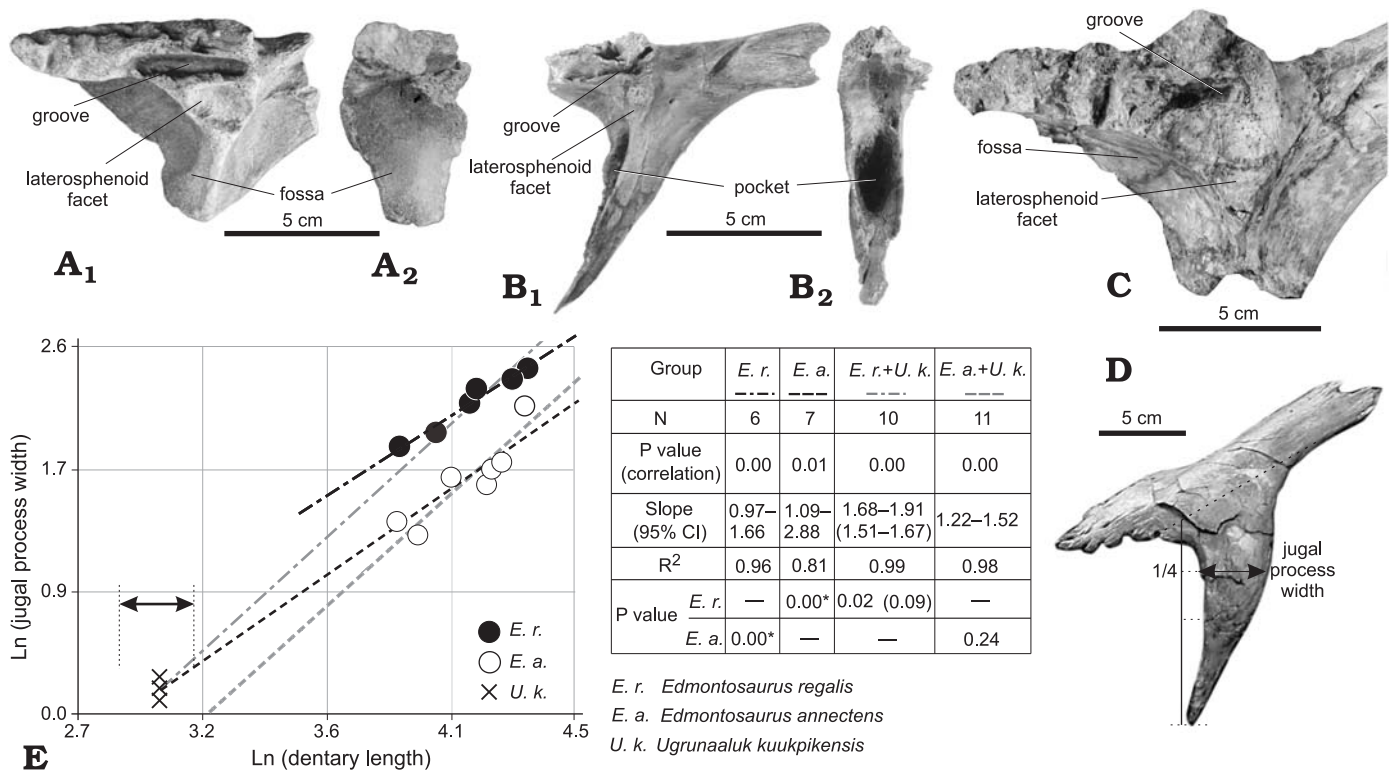 groove
laterosphenoid
facet
fossa
5 cm
A1
A2
groove
laterosphenoid
facet
pocket
5 cm
B1
B2
groove
fossa
laterosphenoid
facet
C
5 cm
D
5 cm
1/4
jugal
process
width
2.6
1.7
0.9
0.0
2.7
3.2
3.6
4.1
4.5
Ln (jugal process width)
Ln (dentary length)
E. r.
E. a.
U. k.
E
Group E. r. E. a. E. r.+U. k. E. a.+U. k.
N 6 7 10 11
P value
(correlation) 0.00 0.01 0.00 0.00
Slope
(95% CI) 0.97–1.66 1.09–2.88 1.68–1.91 (1.51–1.67) 1.22–1.52
R2 0.96 0.81 0.99 0.98
P value
E. r. — 0.00* 0.02 (0.09) —
E. a. 0.00* — — 0.24
E. r. Edmontosaurus regalis
E. a. Edmontosaurus annectens
U. k. Ugrunaaluk kuukpikensis